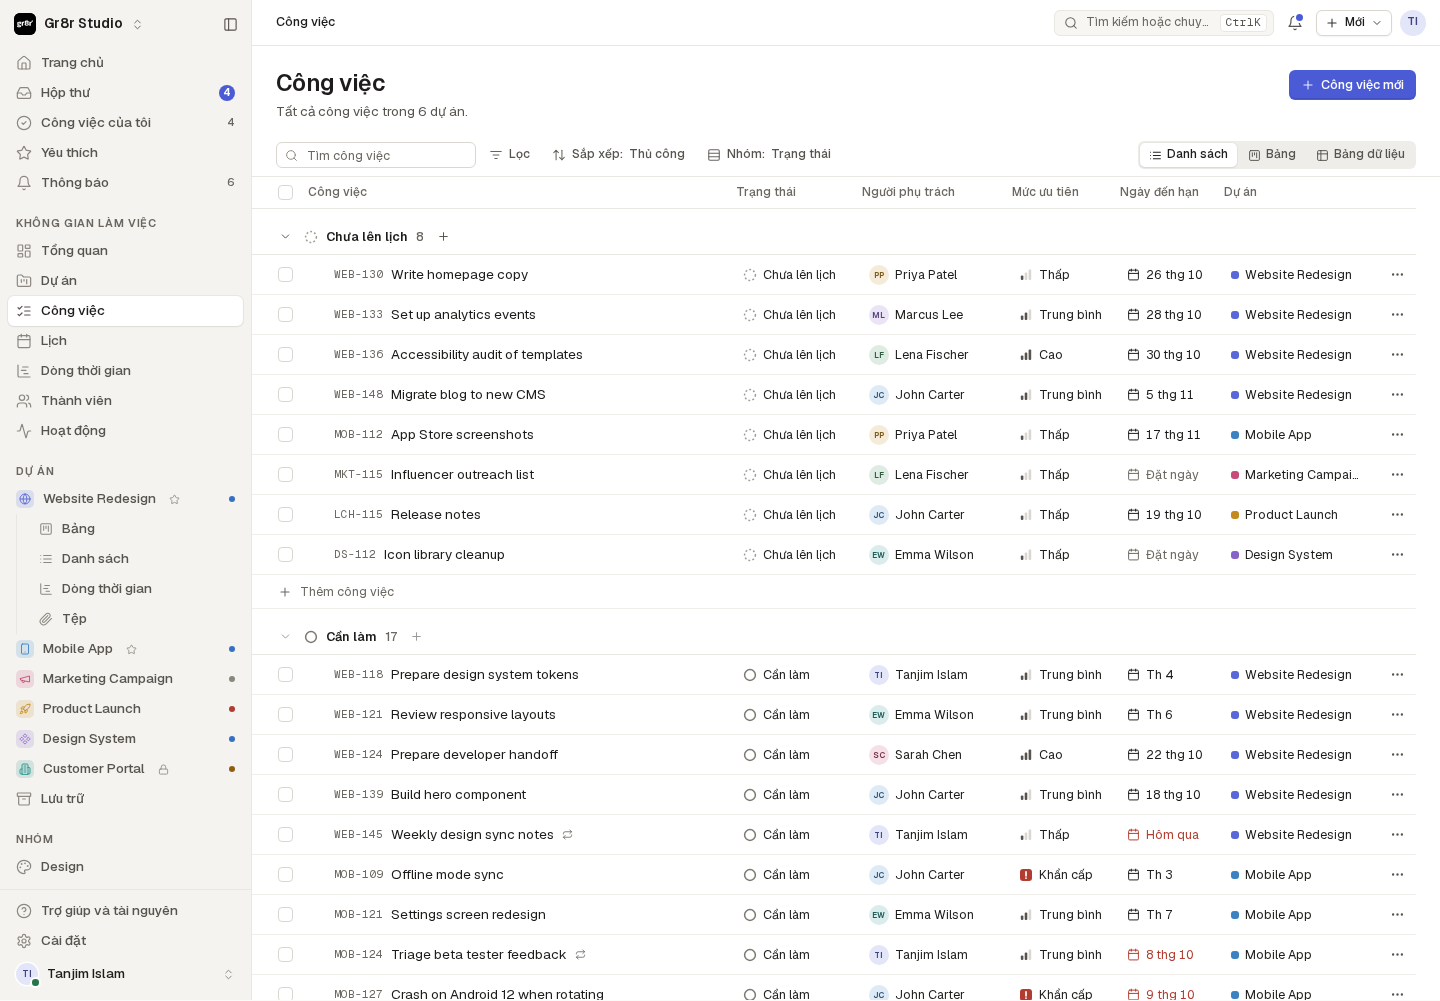 gr8r Gr8r Studio
Trang chủ
Hộp thư 4
Công việc của tôi 4
Yêu thích
Thông báo 6
KHÔNG GIAN LÀM VIỆC
Tổng quan
Dự án
Công việc
Lịch
Dòng thời gian
Thành viên
Hoạt động
DỰ ÁN
Website Redesign
Bảng
Danh sách
Dòng thời gian
Tệp
Mobile App
Marketing Campaign
Product Launch
Design System
Customer Portal
Lưu trữ
NHÓM
Design
Trợ giúp và tài nguyên
Cài đặt
TI Tanjim Islam
Công việc
Tìm kiếm hoặc chuy... CtrlK
Mới
TI
Công việc
Tất cả công việc trong 6 dự án.
Công việc mới
Tìm công việc
Lọc
Sắp xếp: Thủ công
Nhóm: Trạng thái
Danh sách
Bảng
Bảng dữ liệu
Công việc Trạng thái Người phụ trách Mức ưu tiên Ngày đến hạn Dự án
Chưa lên lịch 8
WEB-130 Write homepage copy Chưa lên lịch PP Priya Patel Thấp 26 thg 10 Website Redesign
WEB-133 Set up analytics events Chưa lên lịch ML Marcus Lee Trung bình 28 thg 10 Website Redesign
WEB-136 Accessibility audit of templates Chưa lên lịch LF Lena Fischer Cao 30 thg 10 Website Redesign
WEB-148 Migrate blog to new CMS Chưa lên lịch JC John Carter Trung bình 5 thg 11 Website Redesign
MOB-112 App Store screenshots Chưa lên lịch PP Priya Patel Thấp 17 thg 11 Mobile App
MKT-115 Influencer outreach list Chưa lên lịch LF Lena Fischer Thấp Đặt ngày Marketing Campai...
LCH-115 Release notes Chưa lên lịch JC John Carter Thấp 19 thg 10 Product Launch
DS-112 Icon library cleanup Chưa lên lịch EW Emma Wilson Thấp Đặt ngày Design System
Thêm công việc
Cần làm 17
WEB-118 Prepare design system tokens Cần làm TI Tanjim Islam Trung bình Th 4 Website Redesign
WEB-121 Review responsive layouts Cần làm EW Emma Wilson Trung bình Th 6 Website Redesign
WEB-124 Prepare developer handoff Cần làm SC Sarah Chen Cao 22 thg 10 Website Redesign
WEB-139 Build hero component Cần làm JC John Carter Trung bình 18 thg 10 Website Redesign
WEB-145 Weekly design sync notes Cần làm TI Tanjim Islam Thấp Hôm qua Website Redesign
MOB-109 Offline mode sync Cần làm JC John Carter Khẩn cấp Th 3 Mobile App
MOB-121 Settings screen redesign Cần làm EW Emma Wilson Trung bình Th 7 Mobile App
MOB-124 Triage beta tester feedback Cần làm TI Tanjim Islam Trung bình 8 thg 10 Mobile App
MOB-127 Crash on Android 12 when rotating Cần làm JC John Carter Khẩn cấp 9 thg 10 Mobile App